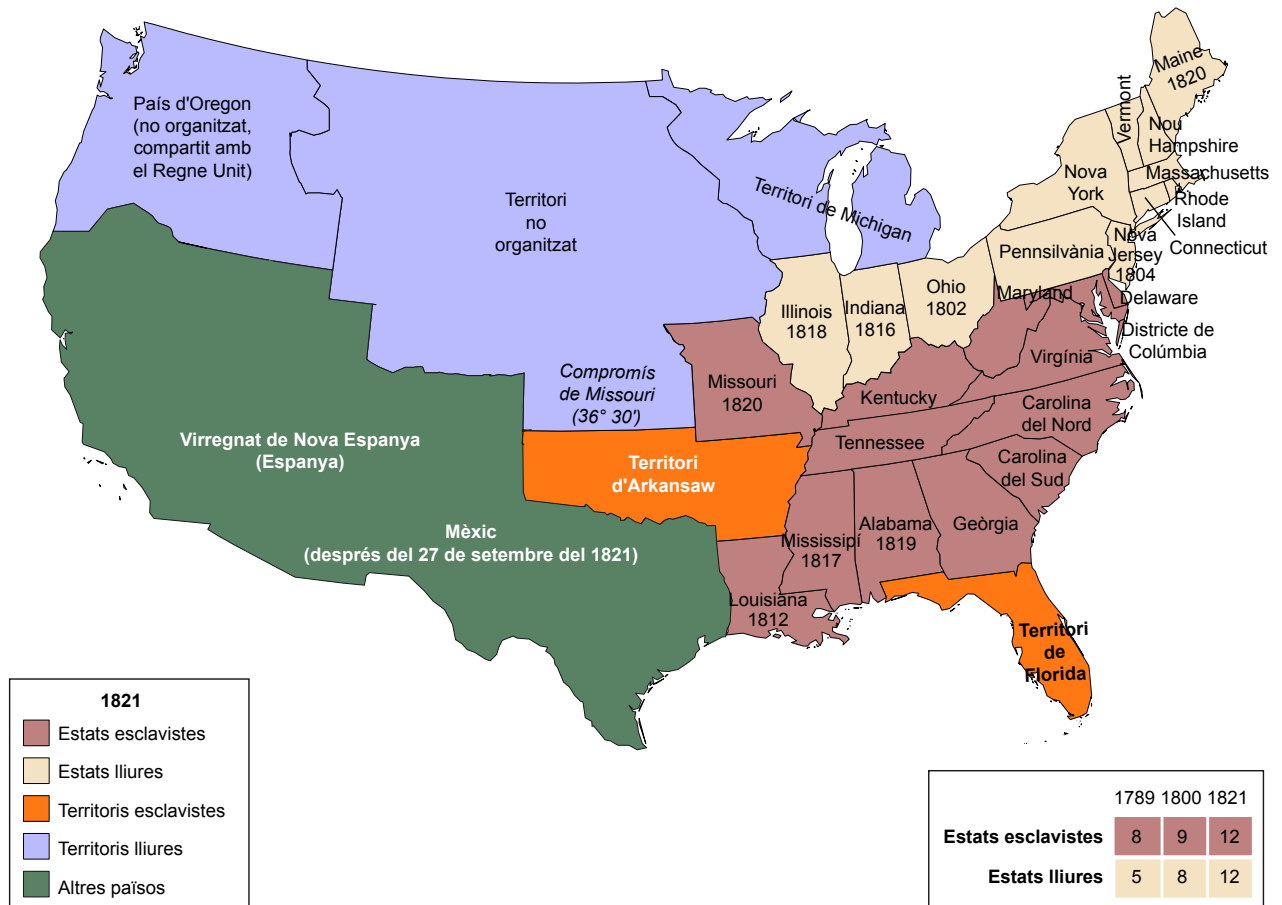 País d'Oregon
(no organitzat,
compartit amb
el Regne Unit)
Territori
no
organitzat
Territori de Michigan
Maine
1820
Vermont
Nou
Hampshire
Massachusetts
Rhode
Island
Connecticut
Nova
York
Pennsilvània
Nova
Jersey
1804
Maryland
Delaware
Districte de
Colúmbia
Ohio
1802
Indiana
1816
Illinois
1818
Missouri
1820
Kentucky
Virgínia
Carolina
del Nord
Tennessee
Carolina
del Sud
Compromís
de Missouri
(36° 30')
Territori
d'Arkansaw
Virregnat de Nova Espanya
(Espanya)
Mèxic
(després del 27 de setembre del 1821)
Mississipí
1817
Alabama
1819
Geòrgia
Louisiana
1812
Territori
de
Florida
1821
Estats esclavistes
Estats lliures
Territoris esclavistes
Territoris lliures
Altres països
1789 1800 1821
Estats esclavistes 8 9 12
Estats lliures 5 8 12